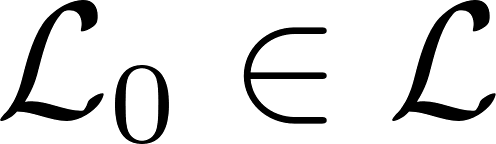 ℒ₀ ∈ ℒ